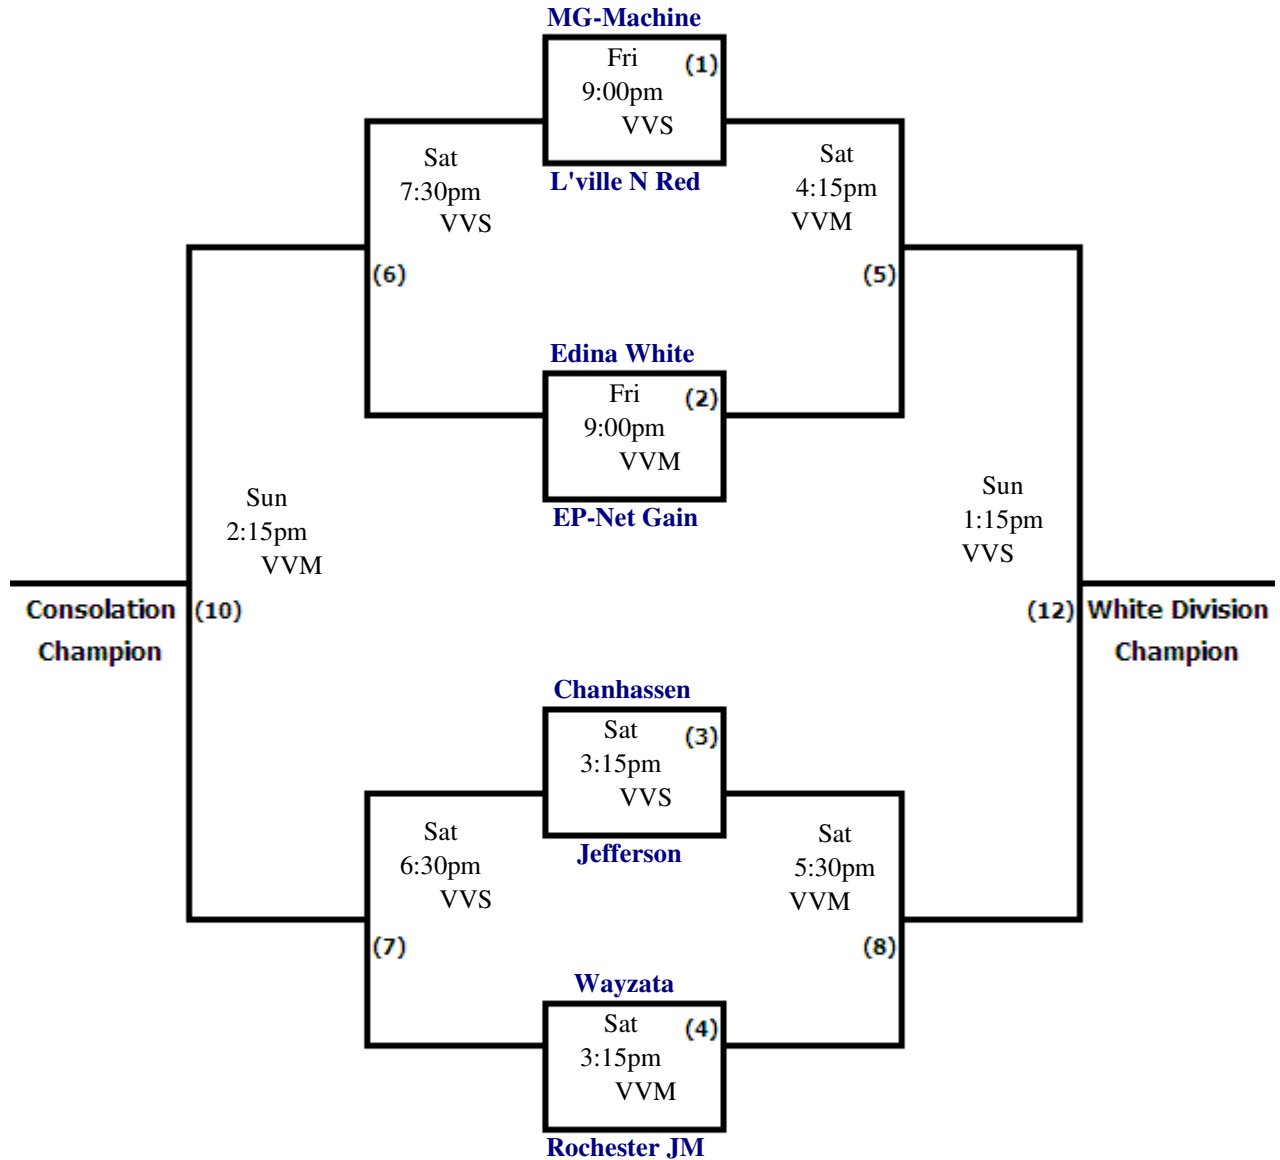 MG-Machine
Fri (1)
9:00pm
VVS
L'ville N Red
Sat
7:30pm
VVS
(6)
Sat
4:15pm
VVM
(5)
Edina White
Fri (2)
9:00pm
VVM
EP-Net Gain
Sun
2:15pm
VVM
Consolation (10)
Champion
Sun
1:15pm
VVS
(12) White Division
Champion
Chanhassen
Sat (3)
3:15pm
VVS
Jefferson
Sat
6:30pm
VVS
(7)
Sat
5:30pm
VVM
(8)
Wayzata
Sat (4)
3:15pm
VVM
Rochester JM